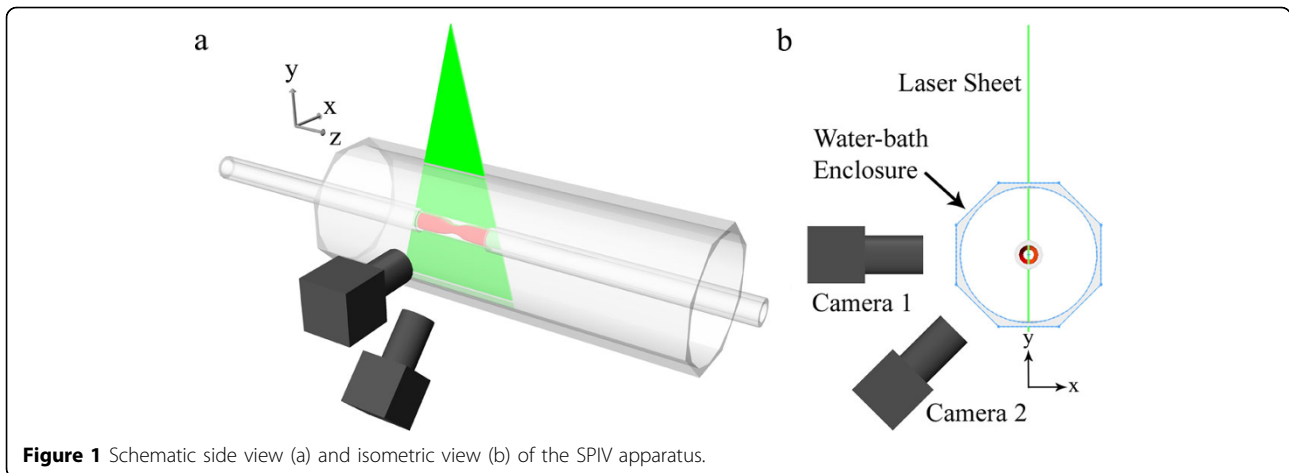 a
y
x
z
b
Laser Sheet
Water-bath
Enclosure
Camera 1
Camera 2
y
x
Figure 1 Schematic side view (a) and isometric view (b) of the SPIV apparatus.